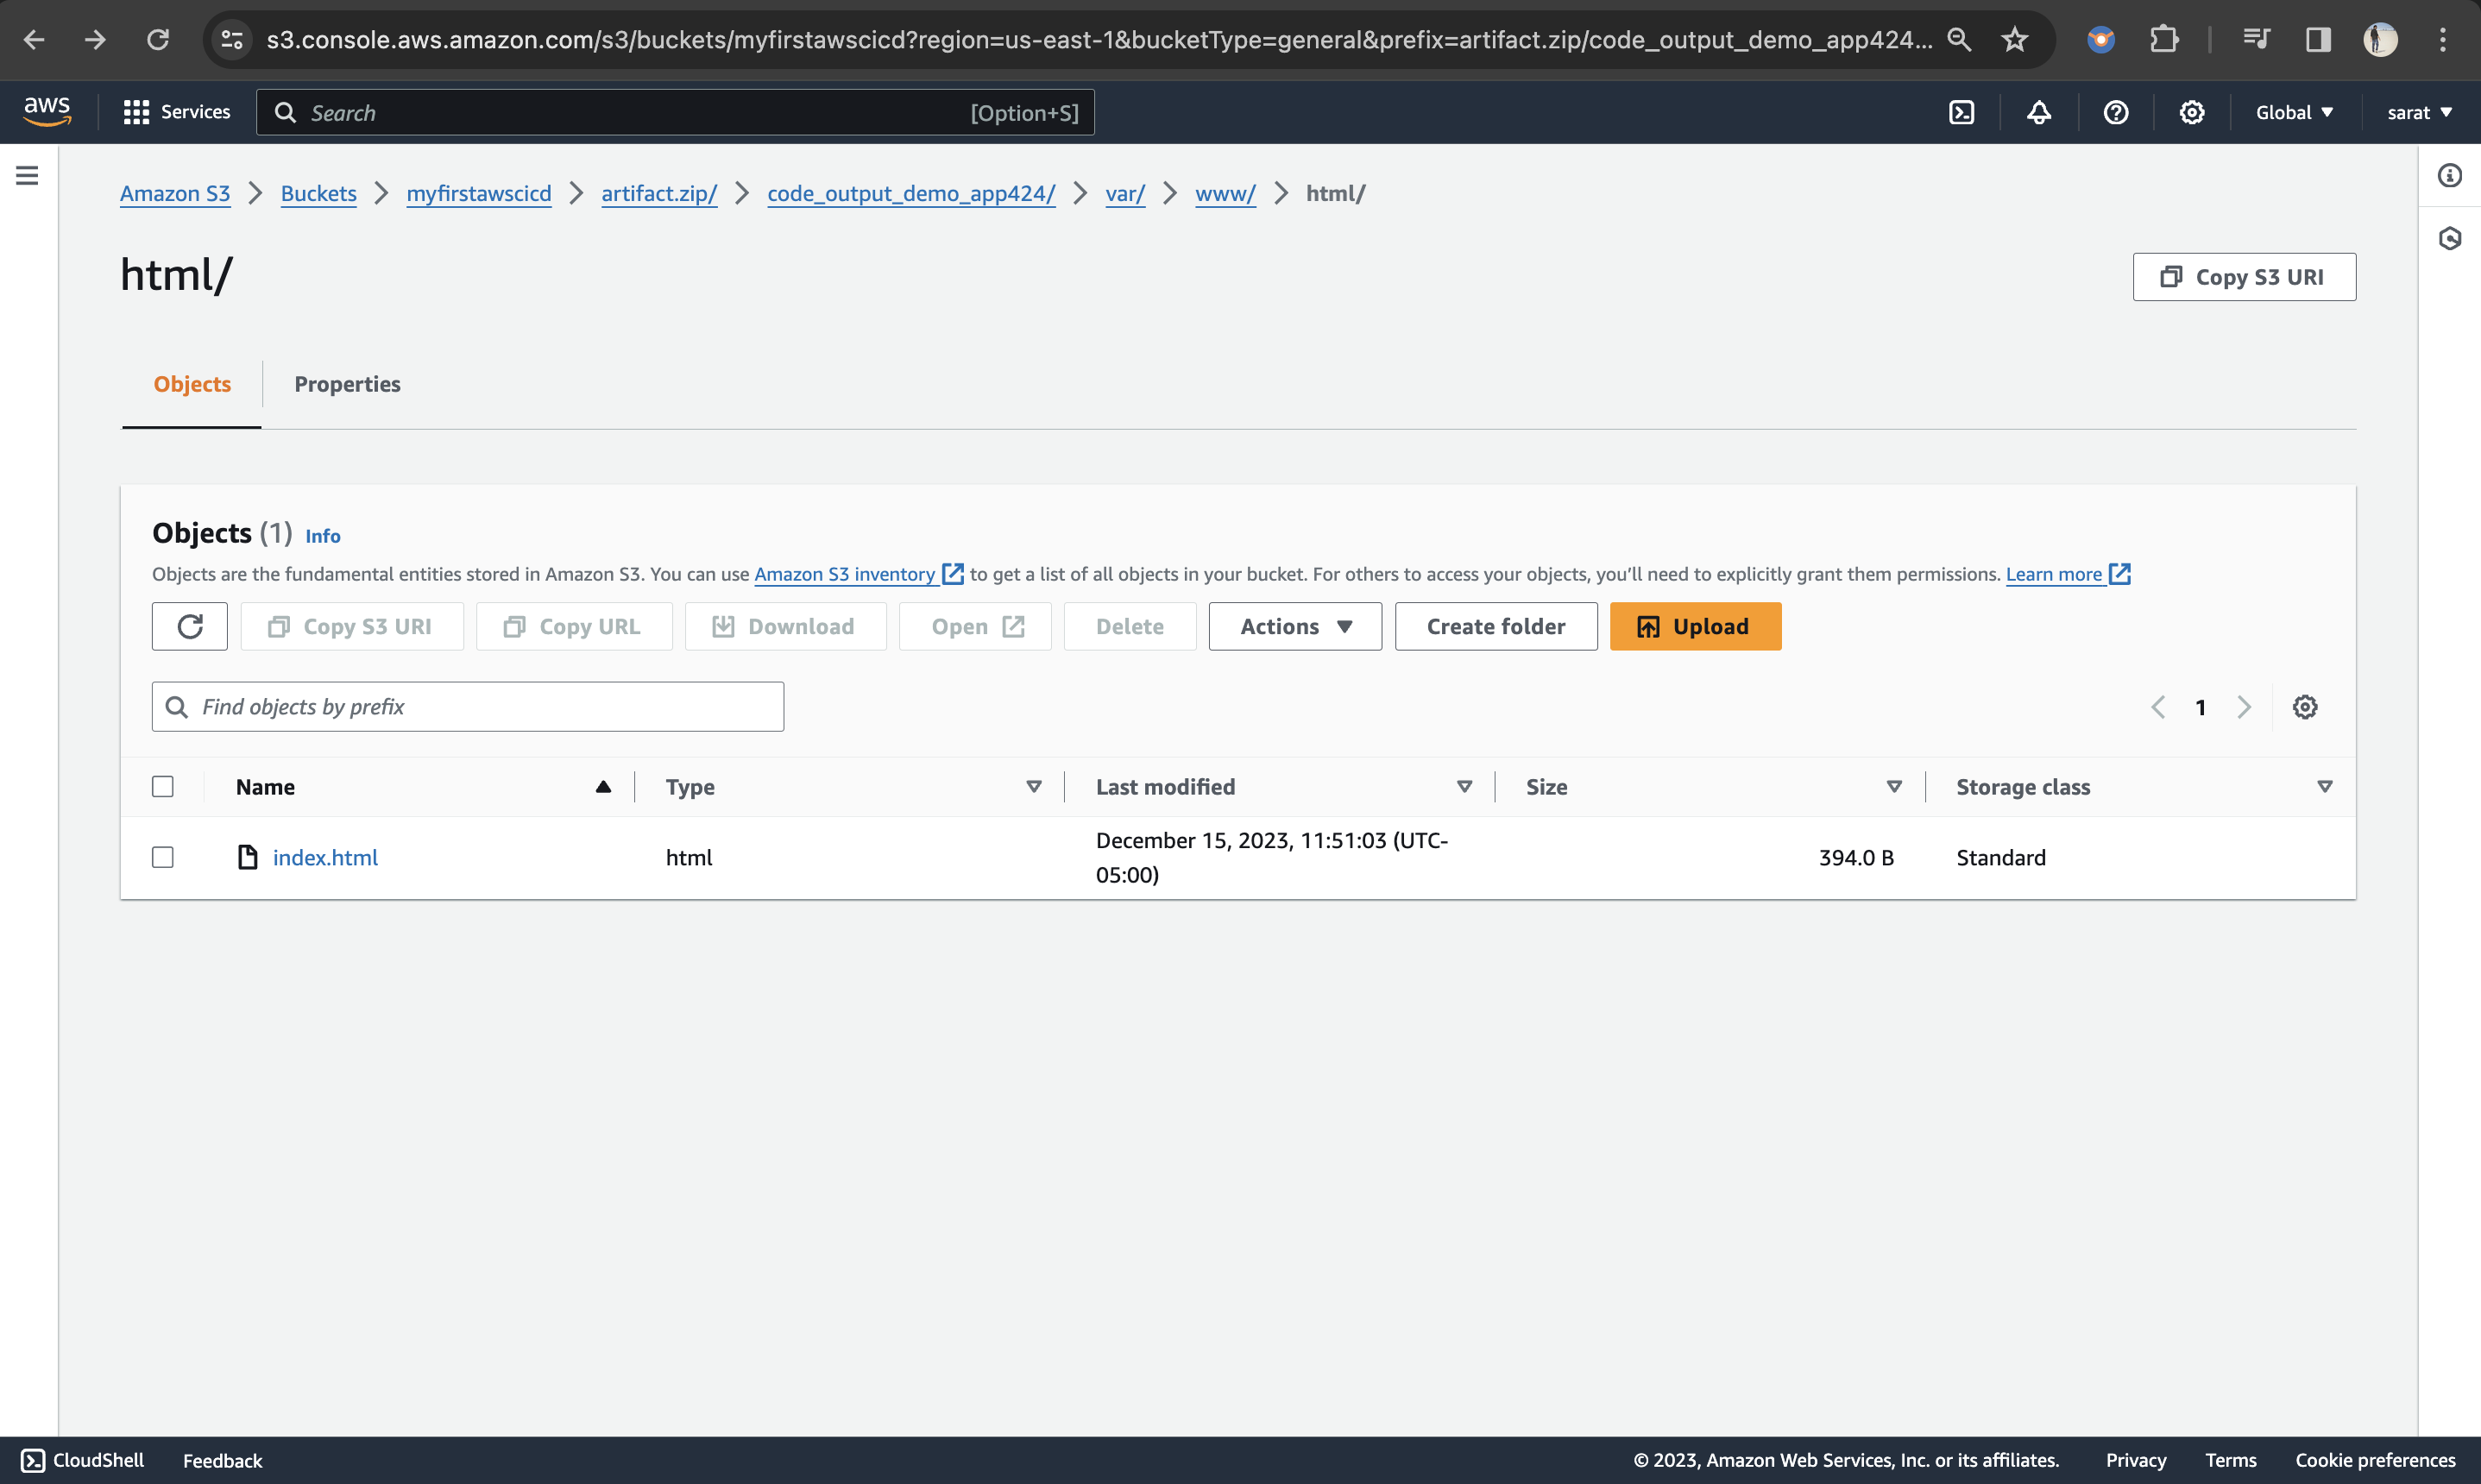 s3.console.aws.amazon.com/s3/buckets/myfirstawscicd?region=us-east-1&bucketType=general&prefix=artifact.zip/code_output_demo_app424...
aws
Services
Search
[Option+S]
Global
sarat
Amazon S3
Buckets
myfirstawscicd
artifact.zip/
code_output_demo_app424/
var/
www/
html/
html/
Copy S3 URI
Objects
Properties
Objects (1) Info
Objects are the fundamental entities stored in Amazon S3. You can use Amazon S3 inventory to get a list of all objects in your bucket. For others to access your objects, you’ll need to explicitly grant them permissions. Learn more
Copy S3 URI
Copy URL
Download
Open
Delete
Actions
Create folder
Upload
Find objects by prefix
1
Name
Type
Last modified
Size
Storage class
index.html
html
December 15, 2023, 11:51:03 (UTC-
05:00)
394.0 B
Standard
CloudShell
Feedback
© 2023, Amazon Web Services, Inc. or its affiliates.
Privacy
Terms
Cookie preferences